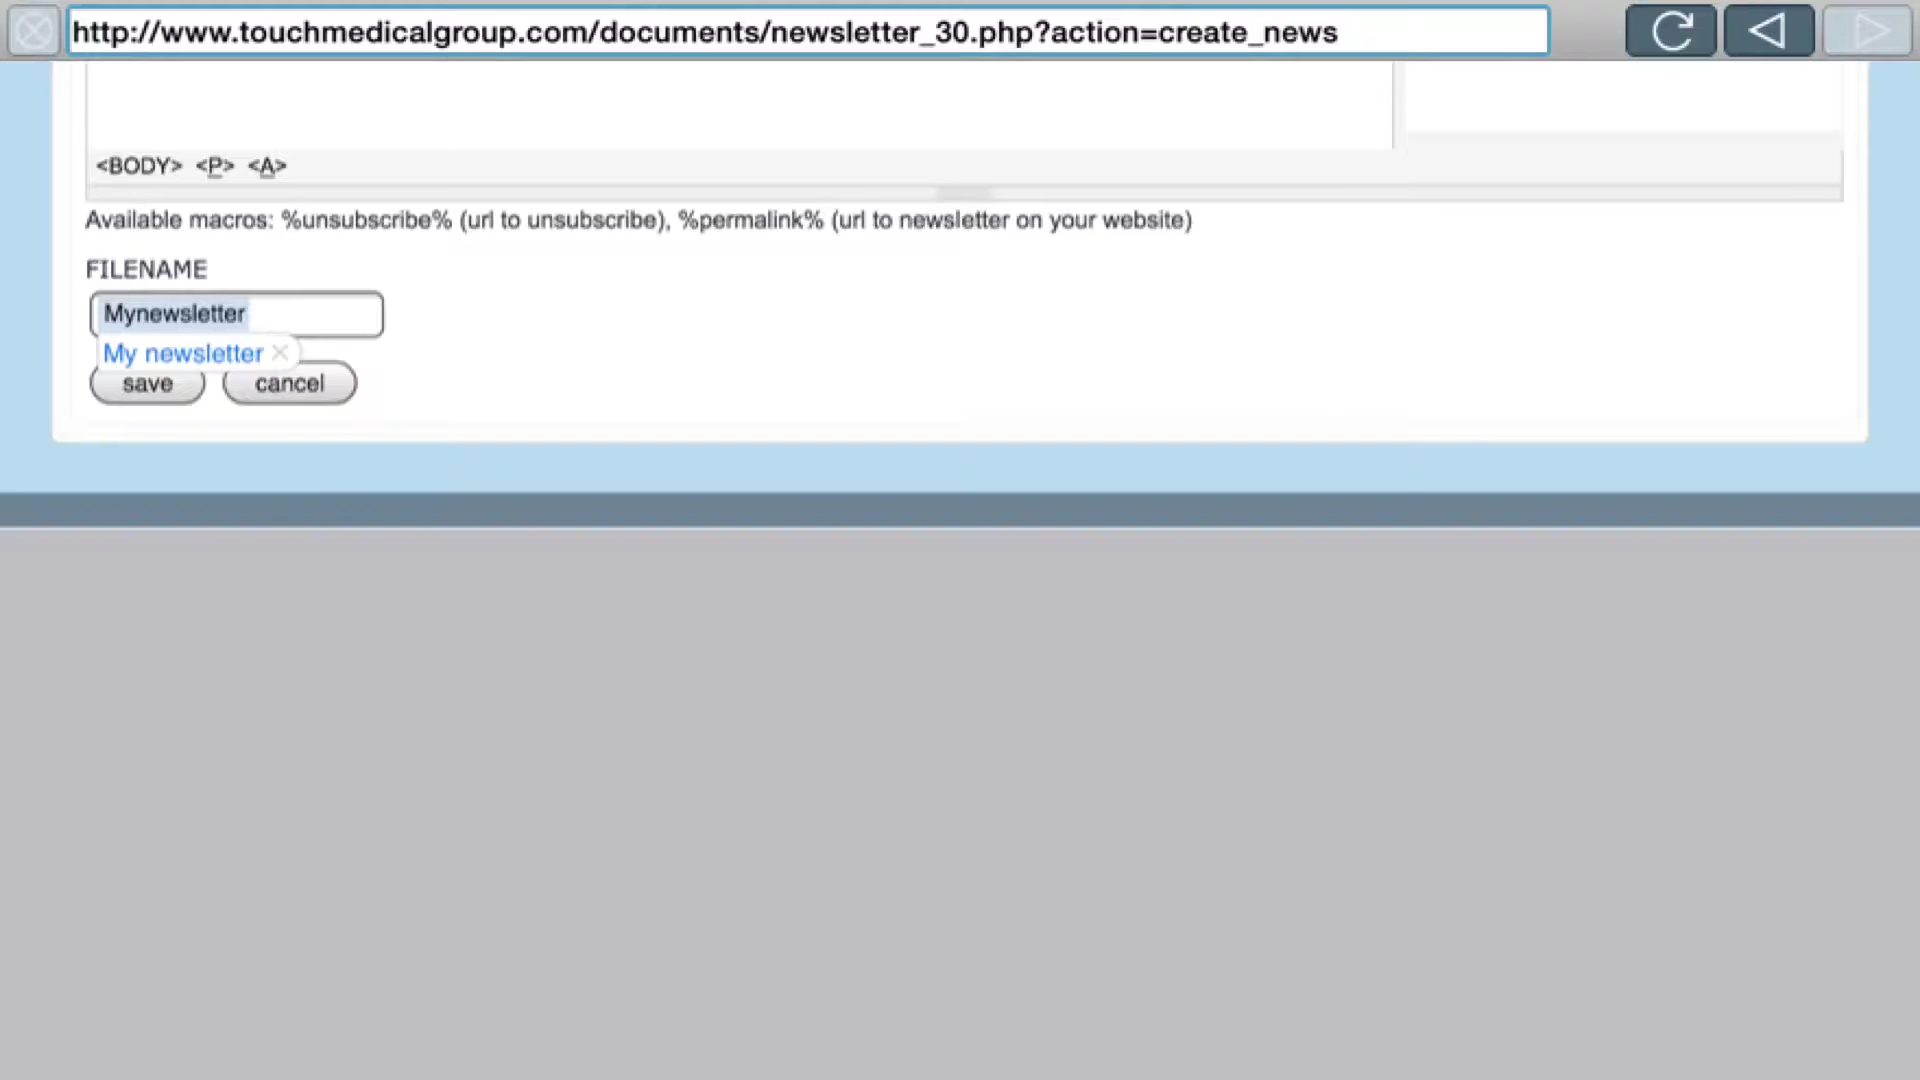 http://www.touchmedicalgroup.com/documents/newsletter_30.php?action=create_news
<BODY> <P> <A>
Available macros: %unsubscribe% (url to unsubscribe), %permalink% (url to newsletter on your website)
FILENAME
Mynewsletter
My newsletter ×
save cancel